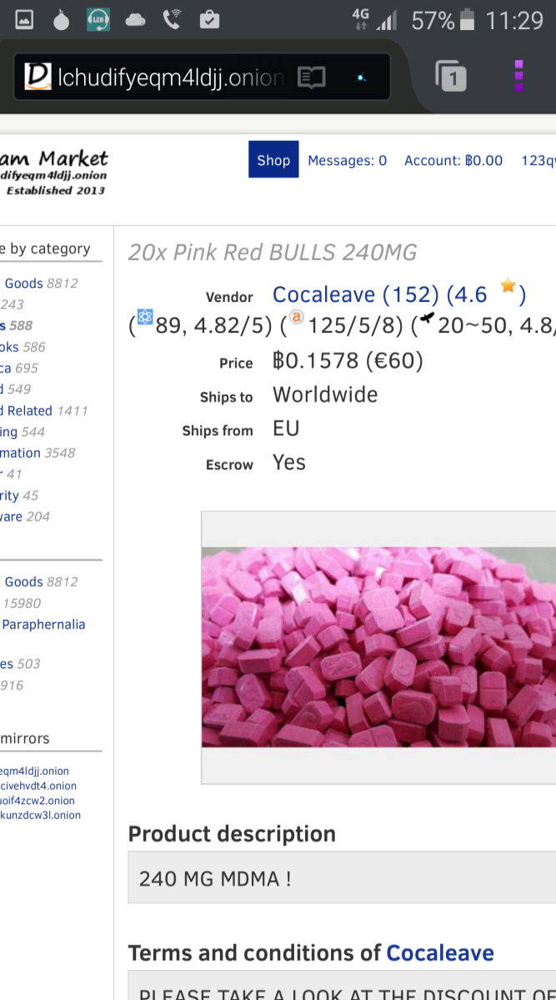 4G 57% 11:29
lchudifyeqm4ldjj.onion 1
am Market
difyeqm4ldjj.onion
Established 2013
Shop Messages: 0 Account: ฿0.00 123q
e by category
Goods 8812
243
s 588
oks 586
ca 695
d 549
d Related 1411
ing 544
mation 3548
r 41
rity 45
ware 204
Goods 8812
15980
Paraphernalia
es 503
916
mirrors
eqm4ldjj.onion
civehvdt4.onion
uoif4zcw2.onion
kunzdcw3l.onion
20x Pink Red BULLS 240MG
Vendor Cocaleave (152) (4.6 )
( 89, 4.82/5) ( a 125/5/8) ( 20~50, 4.8/
Price ฿0.1578 (€60)
Ships to Worldwide
Ships from EU
Escrow Yes
Product description
240 MG MDMA !
Terms and conditions of Cocaleave
PLEASE TAKE A LOOK AT THE DISCOUNT OF